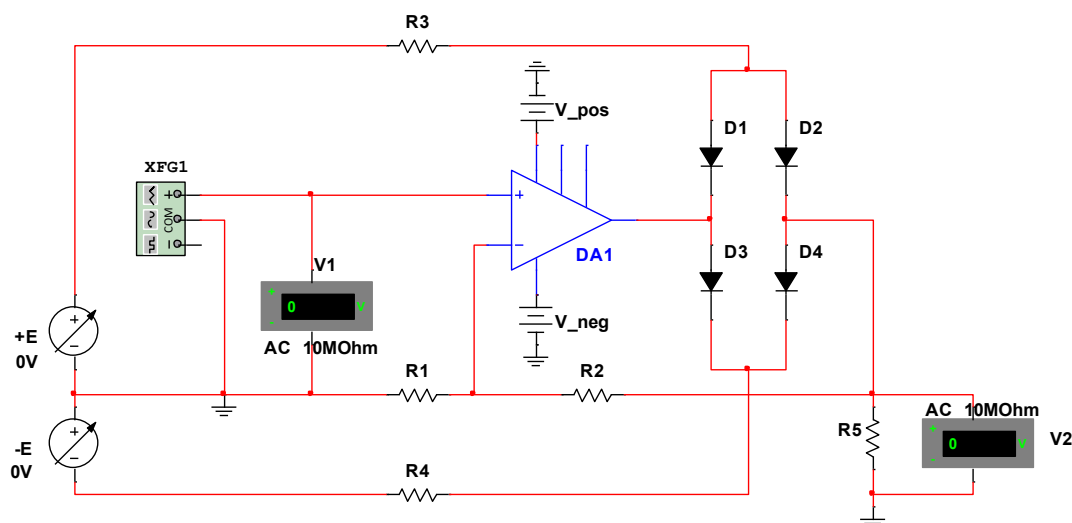 R3
V_pos
D1
D2
XFG1
+
COM
−
+
−
DA1
V1
+
0
V
-
AC 10MOhm
V_neg
D3
D4
+E
0V
+
−
R1
R2
AC 10MOhm
+
0
V
-
V2
R5
-E
0V
+
−
R4